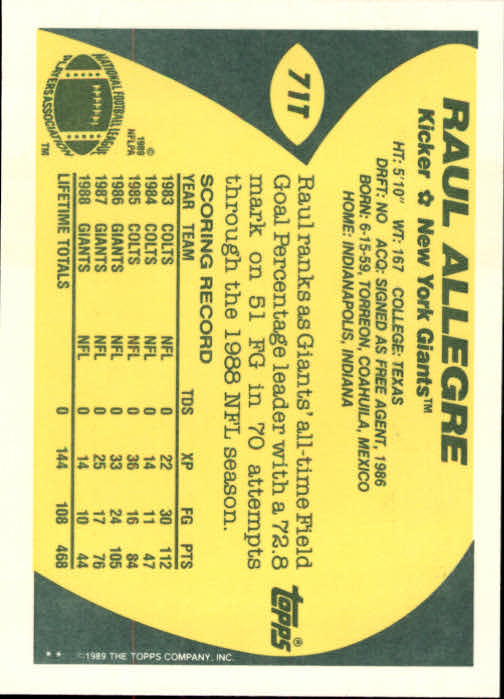 71T
RAUL ALLEGRE
Kicker ✿ New York Giants™
HT: 5'10" WT: 167 COLLEGE: TEXAS
DRFT: NO ACQ: SIGNED AS FREE AGENT, 1986
BORN: 6-15-59, TORREON, COAHUILA, MEXICO
HOME: INDIANAPOLIS, INDIANA
Raul ranks as Giants' all-time Field
Goal Percentage leader with a 72.8
mark on 51 FG in 70 attempts
through the 1988 NFL season.
topps®
SCORING RECORD
YEAR TEAM TDS XP FG PTS
1983 COLTS NFL 0 22 30 112
1984 COLTS NFL 0 14 11 47
1985 COLTS NFL 0 36 16 84
1986 GIANTS NFL 0 33 24 105
1987 GIANTS NFL 0 25 17 76
1988 GIANTS NFL 0 14 10 44
LIFETIME TOTALS 0 144 108 468
NATIONAL FOOTBALL LEAGUE
PLAYERS ASSOCIATION
™
©
1989
NFLPA
** ©1989 THE TOPPS COMPANY, INC.